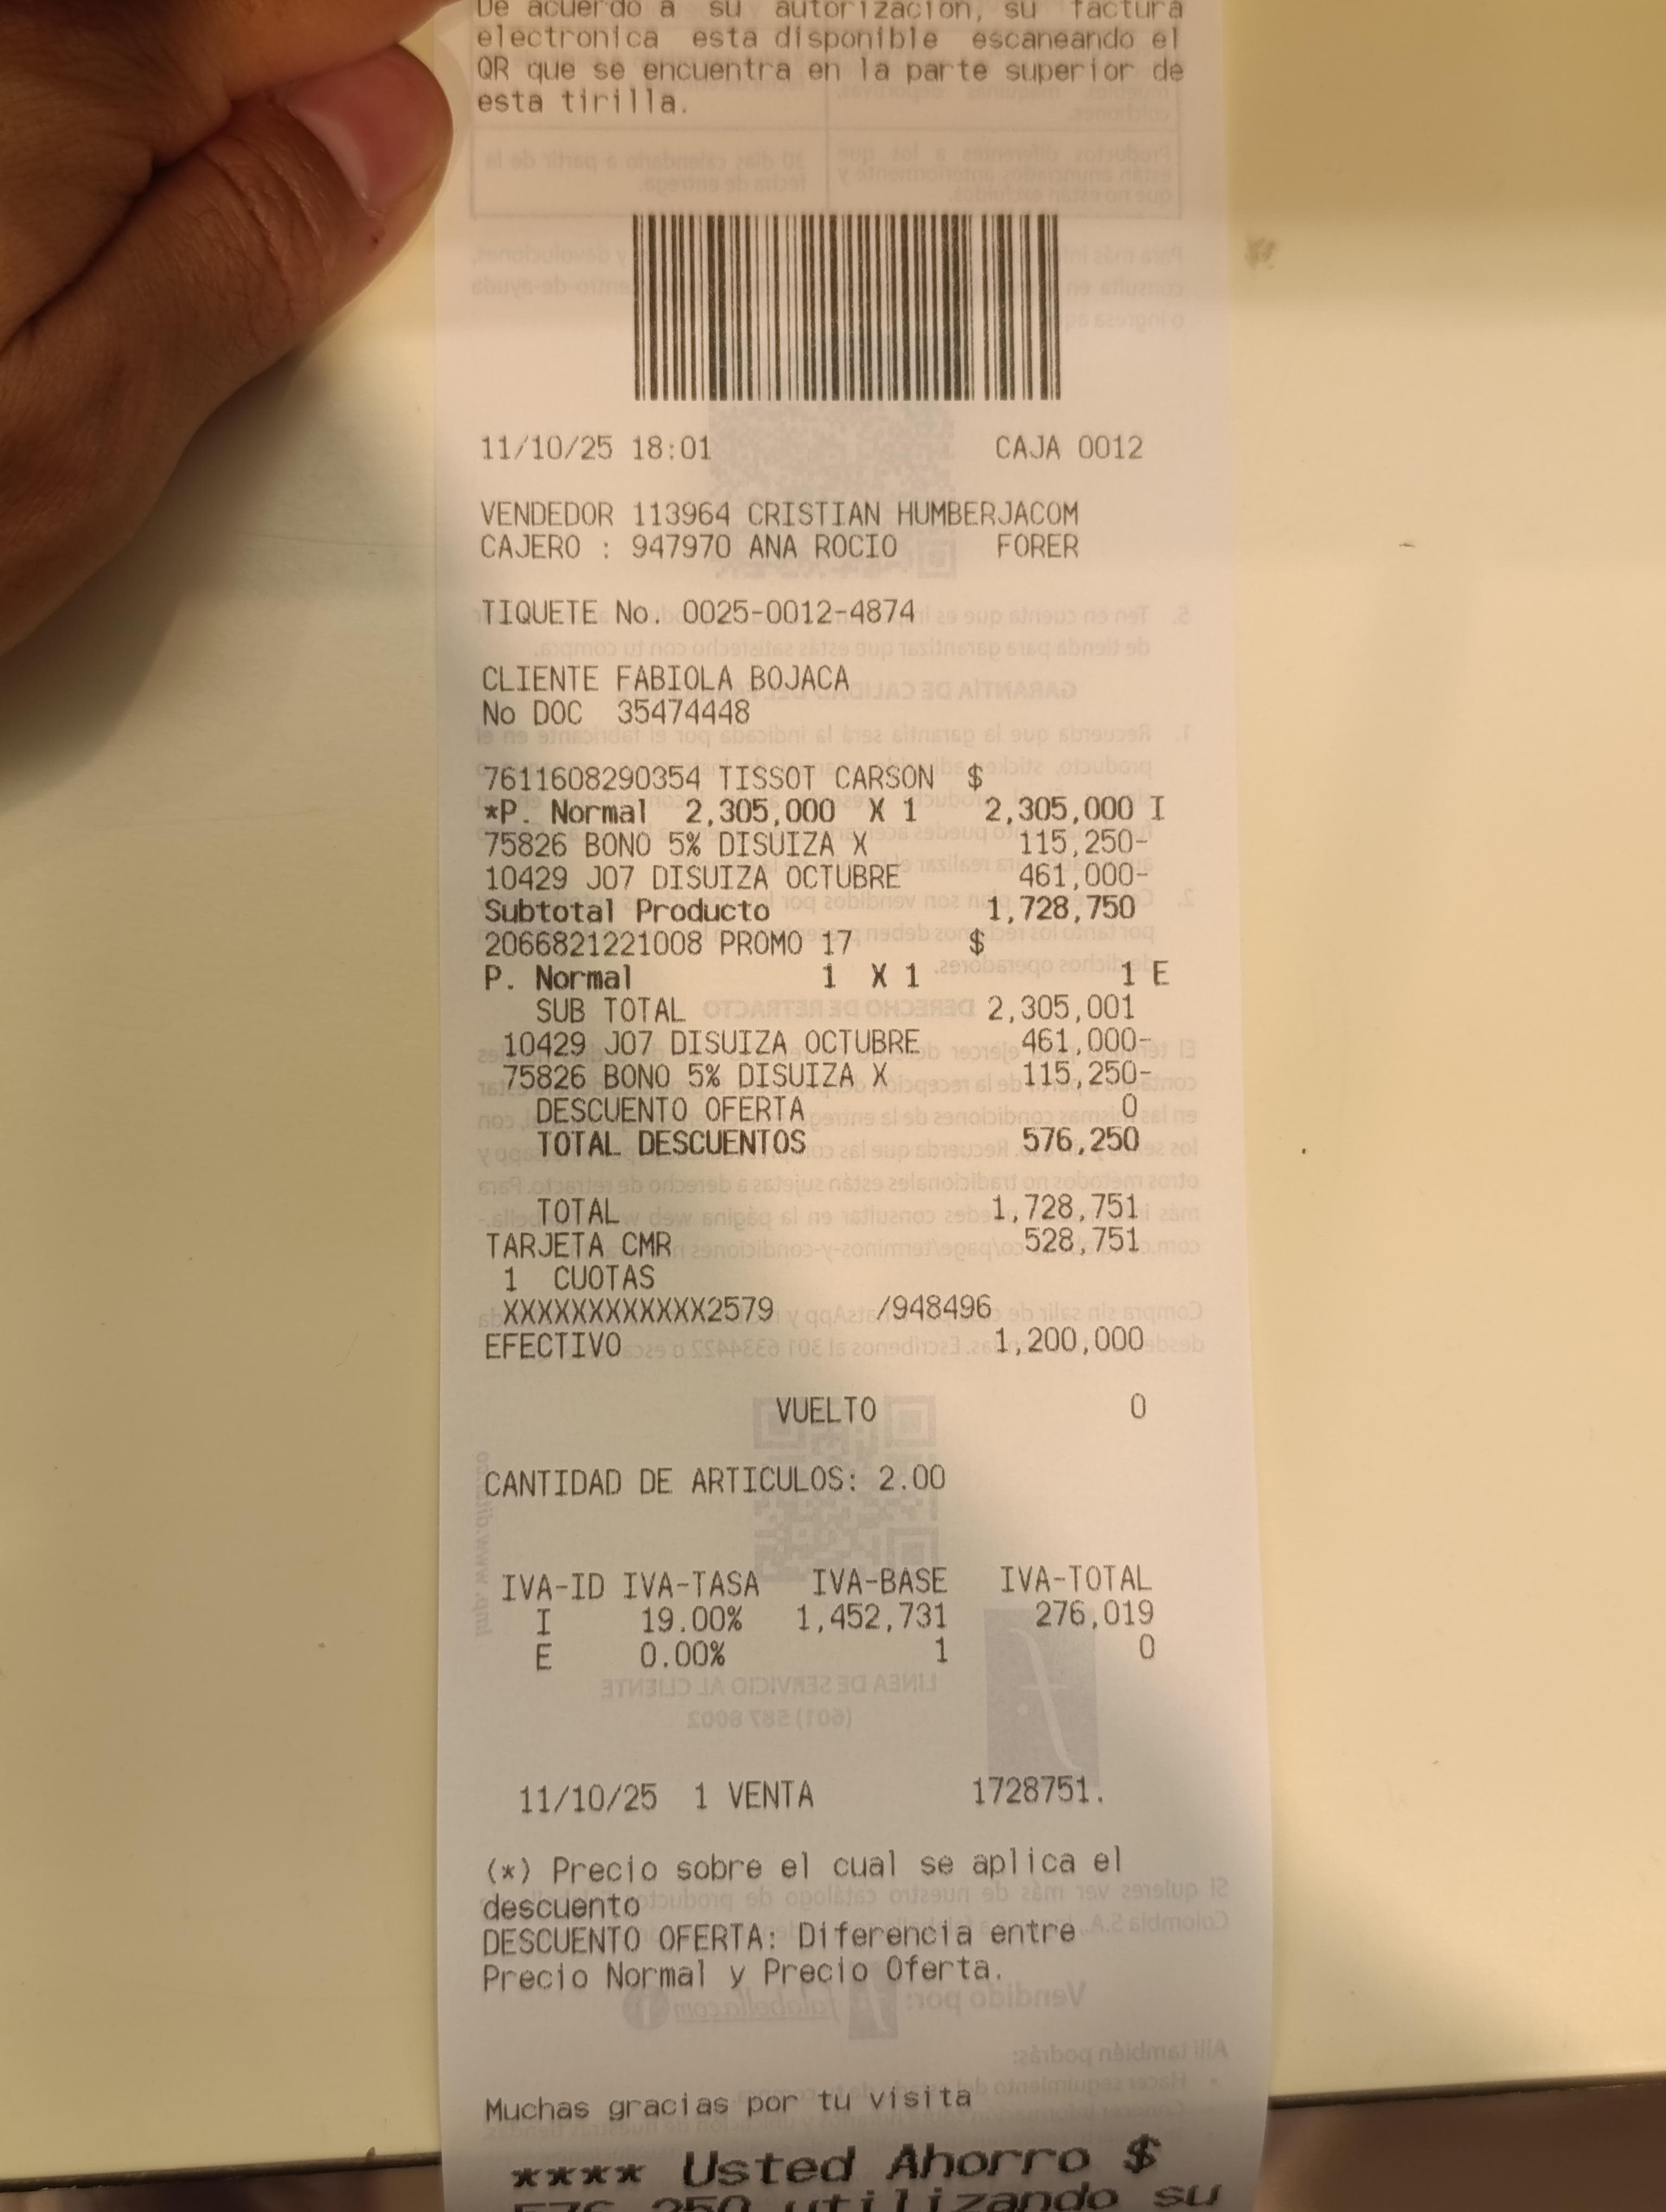 De acuerdo a su autorizacion, su factura
electronica esta disponible escaneando el
QR que se encuentra en la parte superior de
esta tirilla.
11/10/25 18:01 CAJA 0012
VENDEDOR 113964 CRISTIAN HUMBERJACOM
CAJERO : 947970 ANA ROCIO FORER
TIQUETE No. 0025-0012-4874
CLIENTE FABIOLA BOJACA
No DOC 35474448
7611608290354 TISSOT CARSON $
*P. Normal 2,305,000 X 1 2,305,000 I
75826 BONO 5% DISUIZA X 115,250-
10429 J07 DISUIZA OCTUBRE 461,000-
Subtotal Producto 1,728,750
2066821221008 PROMO 17 $
P. Normal 1 X 1 1 E
SUB TOTAL 2,305,001
10429 J07 DISUIZA OCTUBRE 461,000-
75826 BONO 5% DISUIZA X 115,250-
DESCUENTO OFERTA 0
TOTAL DESCUENTOS 576,250
TOTAL 1,728,751
TARJETA CMR 528,751
1 CUOTAS
XXXXXXXXXXXX2579 /948496
EFECTIVO 1,200,000
VUELTO 0
CANTIDAD DE ARTICULOS: 2.00
IVA-ID IVA-TASA IVA-BASE IVA-TOTAL
I 19.00% 1,452,731 276,019
E 0.00% 1 0
11/10/25 1 VENTA 1728751.
(*) Precio sobre el cual se aplica el
descuento
DESCUENTO OFERTA: Diferencia entre
Precio Normal y Precio Oferta.
Muchas gracias por tu visita
**** Usted Ahorro $
576,250 utilizando su